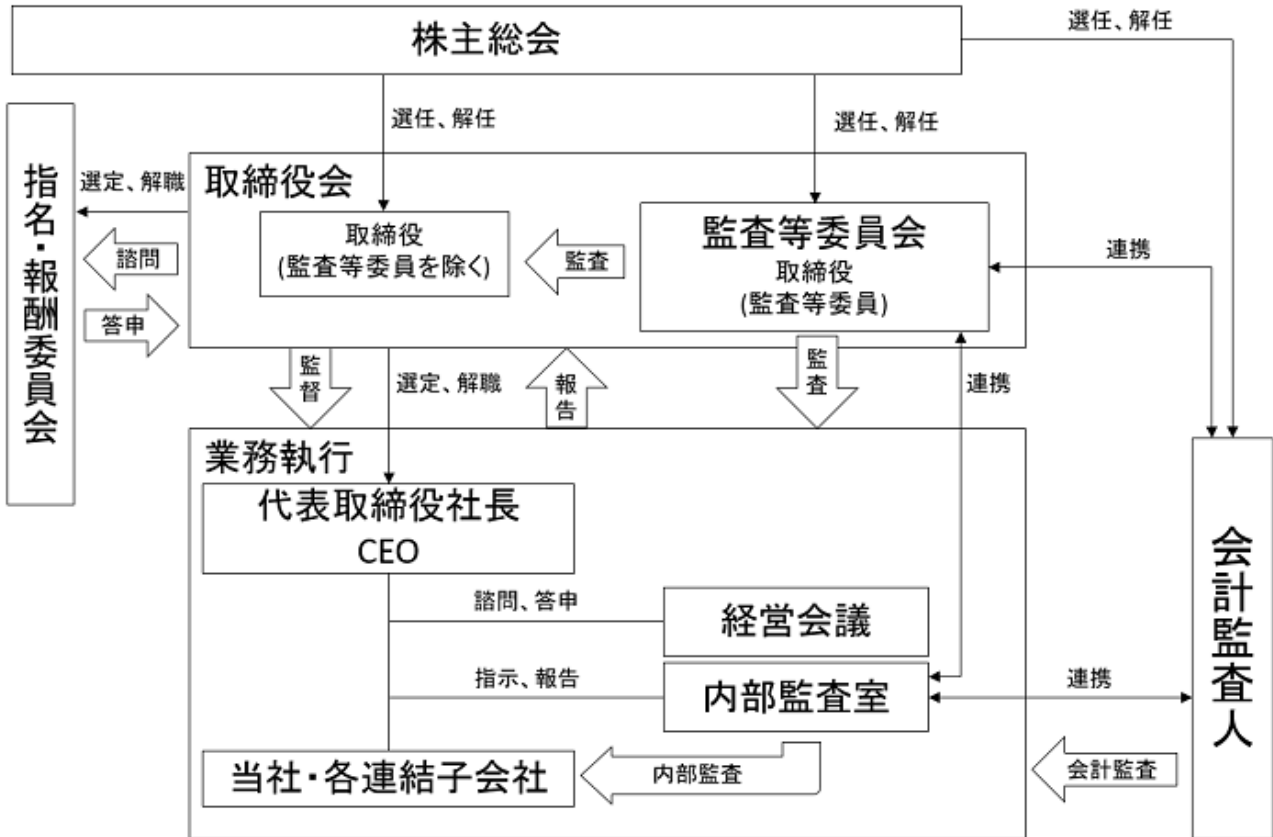 株主総会
選任、解任
選任、解任
選任、解任
指名・報酬委員会
選定、解職
諮問
答申
取締役会
取締役
(監査等委員を除く)
監査
監査等委員会
取締役
(監査等委員)
連携
監督
選定、解職
報告
監査
連携
業務執行
代表取締役社長
CEO
諮問、答申
経営会議
指示、報告
内部監査室
連携
当社・各連結子会社
内部監査
会計監査
会計監査人